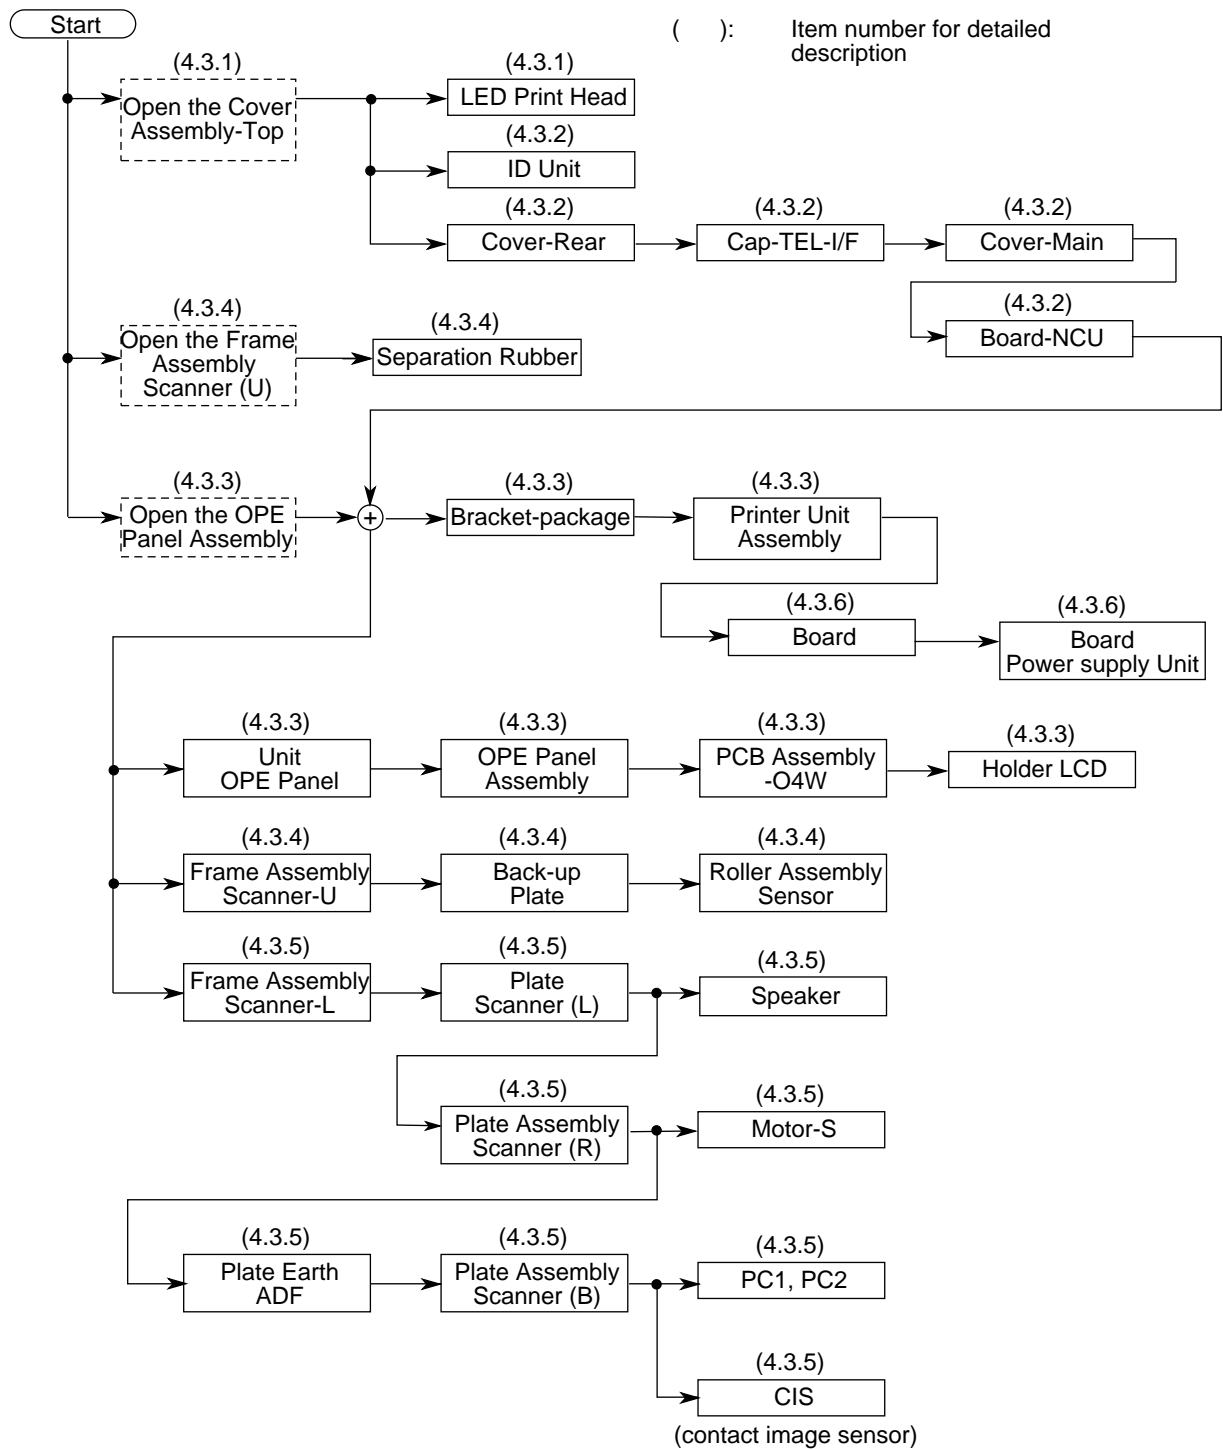 Start
( ): Item number for detailed
description
(4.3.1)
Open the Cover
Assembly-Top
(4.3.1)
LED Print Head
(4.3.2)
ID Unit
(4.3.2)
Cover-Rear
(4.3.2)
Cap-TEL-I/F
(4.3.2)
Cover-Main
(4.3.2)
Board-NCU
(4.3.4)
Open the Frame
Assembly
Scanner (U)
(4.3.4)
Separation Rubber
(4.3.3)
Open the OPE
Panel Assembly
+
(4.3.3)
Bracket-package
(4.3.3)
Printer Unit
Assembly
(4.3.6)
Board
(4.3.6)
Board
Power supply Unit
(4.3.3)
Unit
OPE Panel
(4.3.3)
OPE Panel
Assembly
(4.3.3)
PCB Assembly
-O4W
(4.3.3)
Holder LCD
(4.3.4)
Frame Assembly
Scanner-U
(4.3.4)
Back-up
Plate
(4.3.4)
Roller Assembly
Sensor
(4.3.5)
Frame Assembly
Scanner-L
(4.3.5)
Plate
Scanner (L)
(4.3.5)
Speaker
(4.3.5)
Plate Assembly
Scanner (R)
(4.3.5)
Motor-S
(4.3.5)
Plate Earth
ADF
(4.3.5)
Plate Assembly
Scanner (B)
(4.3.5)
PC1, PC2
(4.3.5)
CIS
(contact image sensor)